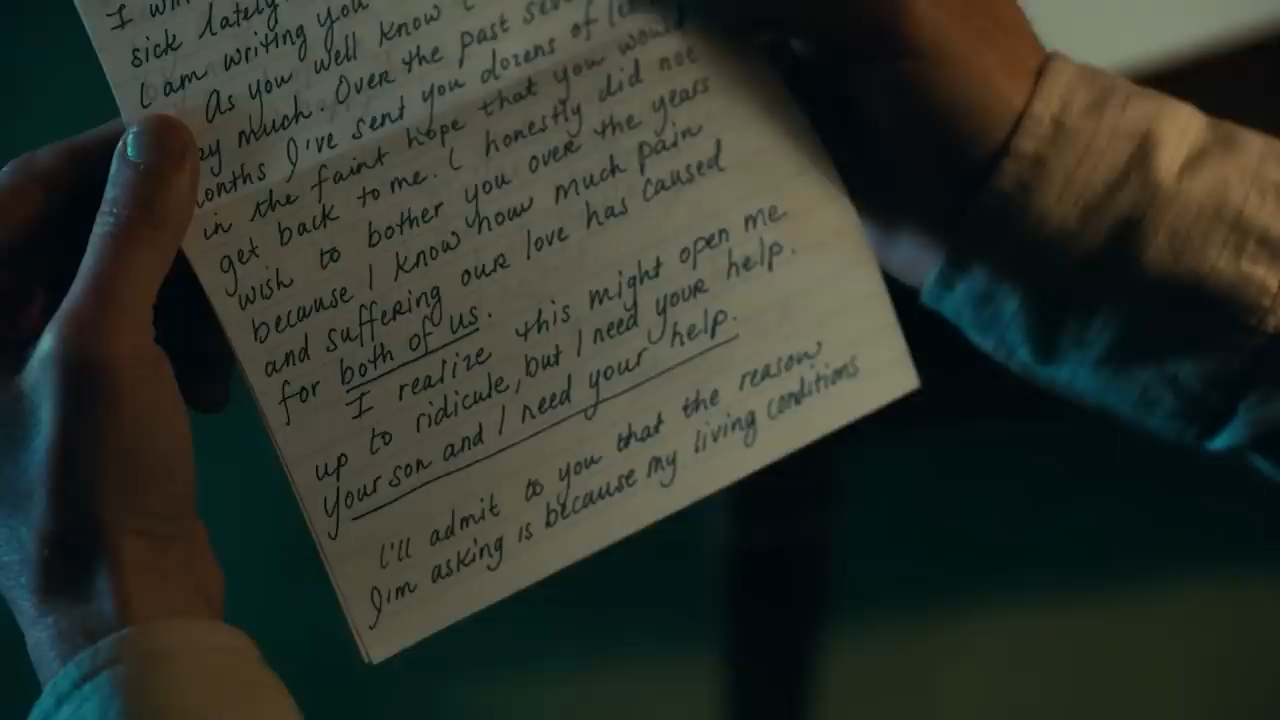 sick lately
I am writing you
As you well know I
much. Over the past
months I've sent you dozens of
in the faint hope that you would
get back to me. I honestly did not
wish to bother you over the years
because I know how much pain
and suffering our love has caused
for both of us.
I realize this might open me
up to ridicule, but I need your help.
Your son and I need your help.
I'll admit to you that the reason
I'm asking is because my living conditions